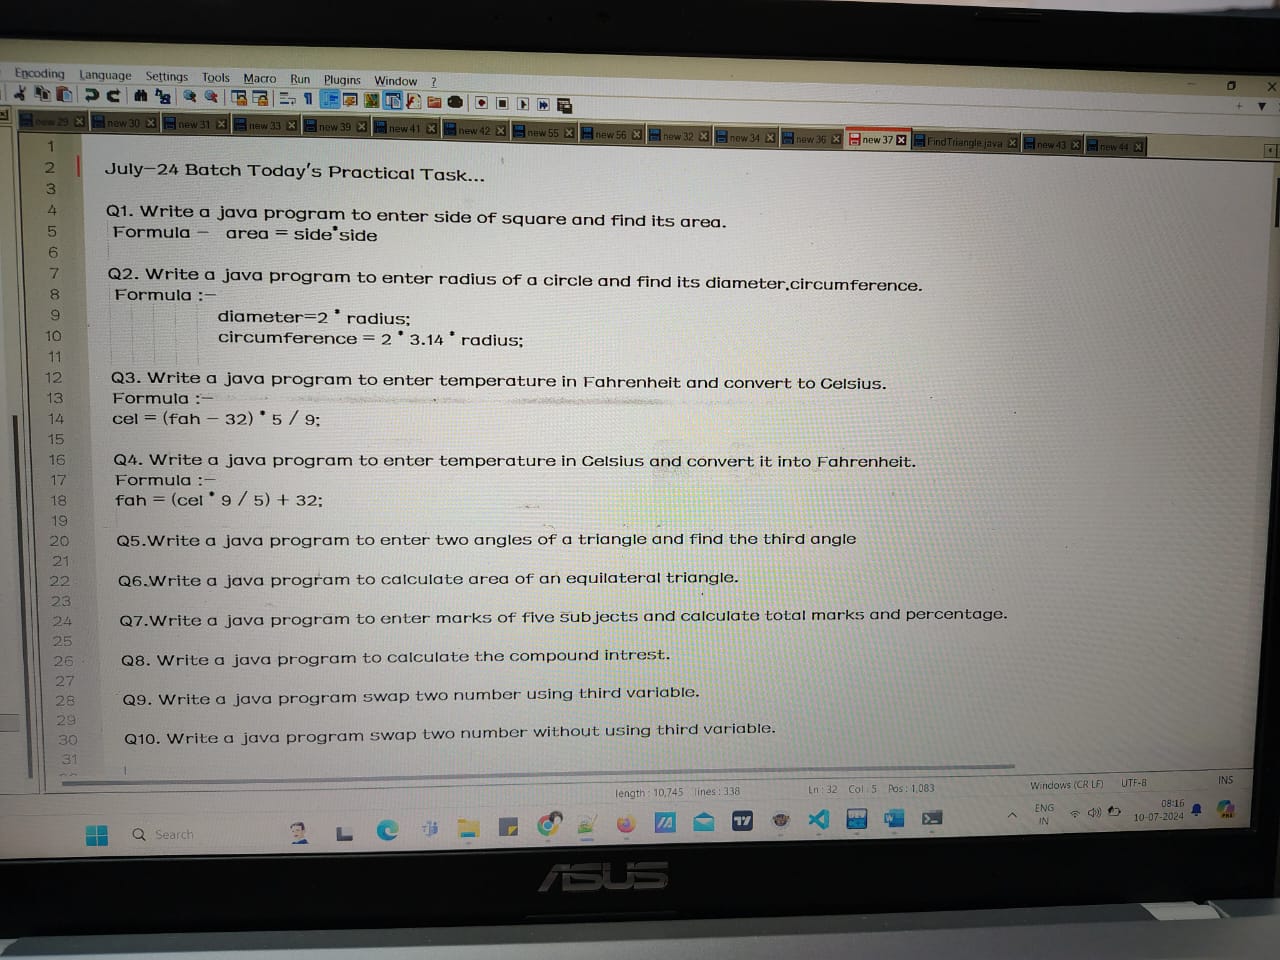 Encoding Language Settings Tools Macro Run Plugins Window ?
new 29 new 30 new 31 new 33 new 39 new 41 new 42 new 55 new 56 new 32 new 34 new 36 new 37 FindTriangle.java new 43 new 44
1
2 July-24 Batch Today's Practical Task...
3
4 Q1. Write a java program to enter side of square and find its area.
5 Formula - area = side*side
6
7 Q2. Write a java program to enter radius of a circle and find its diameter,circumference.
8 Formula :-
9 diameter=2 * radius;
10 circumference = 2 * 3.14 * radius;
11
12 Q3. Write a java program to enter temperature in Fahrenheit and convert to Celsius.
13 Formula :-
14 cel = (fah - 32) * 5 / 9;
15
16 Q4. Write a java program to enter temperature in Celsius and convert it into Fahrenheit.
17 Formula :-
18 fah = (cel * 9 / 5) + 32;
19
20 Q5.Write a java program to enter two angles of a triangle and find the third angle
21
22 Q6.Write a java program to calculate area of an equilateral triangle.
23
24 Q7.Write a java program to enter marks of five subjects and calculate total marks and percentage.
25
26 Q8. Write a java program to calculate the compound intrest.
27
28 Q9. Write a java program swap two number using third variable.
29
30 Q10. Write a java program swap two number without using third variable.
31
length : 10,745 lines : 338 Ln : 32 Col : 5 Pos : 1,083 Windows (CR LF) UTF-8 INS
Search
ENG
IN
08:16
10-07-2024
ASUS